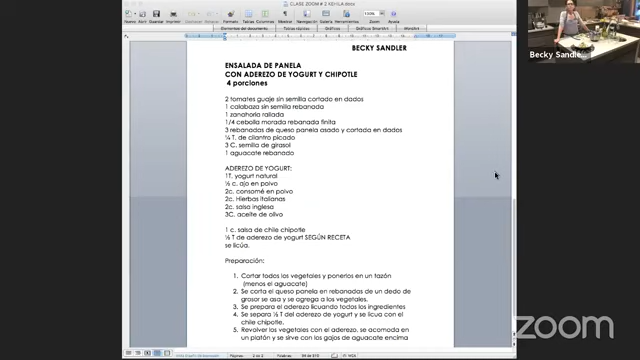 CLASE ZOOM # 2 KEHILA.docx
BECKY SANDLER
ENSALADA DE PANELA
CON ADEREZO DE YOGURT Y CHIPOTLE
4 porciones
2 tomates guaje sin semilla cortado en dados
1 calabaza sin semilla rebanada
1 zanahoria rallada
1/4 cebolla morada rebanada finita
3 rebanadas de queso panela asado y cortada en dados
¼ T. de cilantro picado
3 C. semilla de girasol
1 aguacate rebanado
ADEREZO DE YOGURT:
1T. yogurt natural
½ c. ajo en polvo
2c. consomé en polvo
2c. Hierbas italianas
2c. salsa inglesa
3C. aceite de olivo
1 c. salsa de chile chipotle
½ T de aderezo de yogurt SEGÚN RECETA
se licúa.
Preparación:
1. Cortar todos los vegetales y ponerlos en un tazón
(menos el aguacate)
2. Se corta el queso panela en rebanadas de un dedo de
grosor se asa y se agrega a los vegetales.
3. Se prepara el aderezo licuando todos los ingredientes
4. Se separa ½ T del aderezo de yogurt y se licua con el
chile chipotle.
5. Revolver los vegetales con el aderezo, se acomoda en
un platón y se sirve con los gajos de aguacate encima
Becky Sandle...
zoom